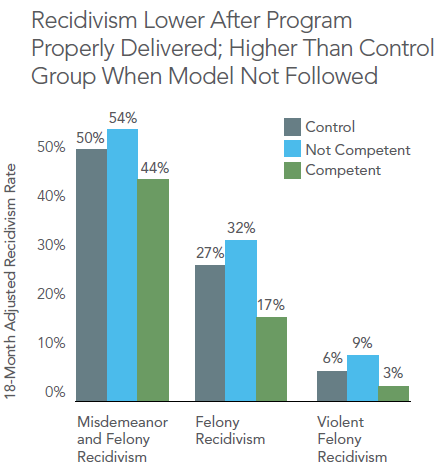 Recidivism Lower After Program
Properly Delivered; Higher Than Control
Group When Model Not Followed
18-Month Adjusted Recidivism Rate
50%
40%
30%
20%
10%
0%
Control
Not Competent
Competent
50%
54%
44%
27%
32%
17%
6%
9%
3%
Misdemeanor
and Felony
Recidivism
Felony
Recidivism
Violent
Felony
Recidivism